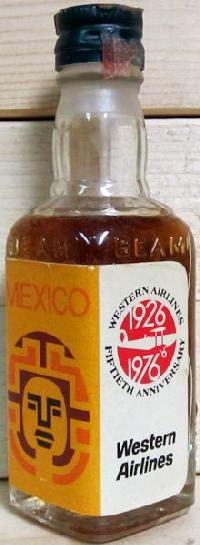 BEAM BEAM
MEXICO
WESTERN AIRLINES
1926
1976
FIFTIETH ANNIVERSARY
Western
Airlines